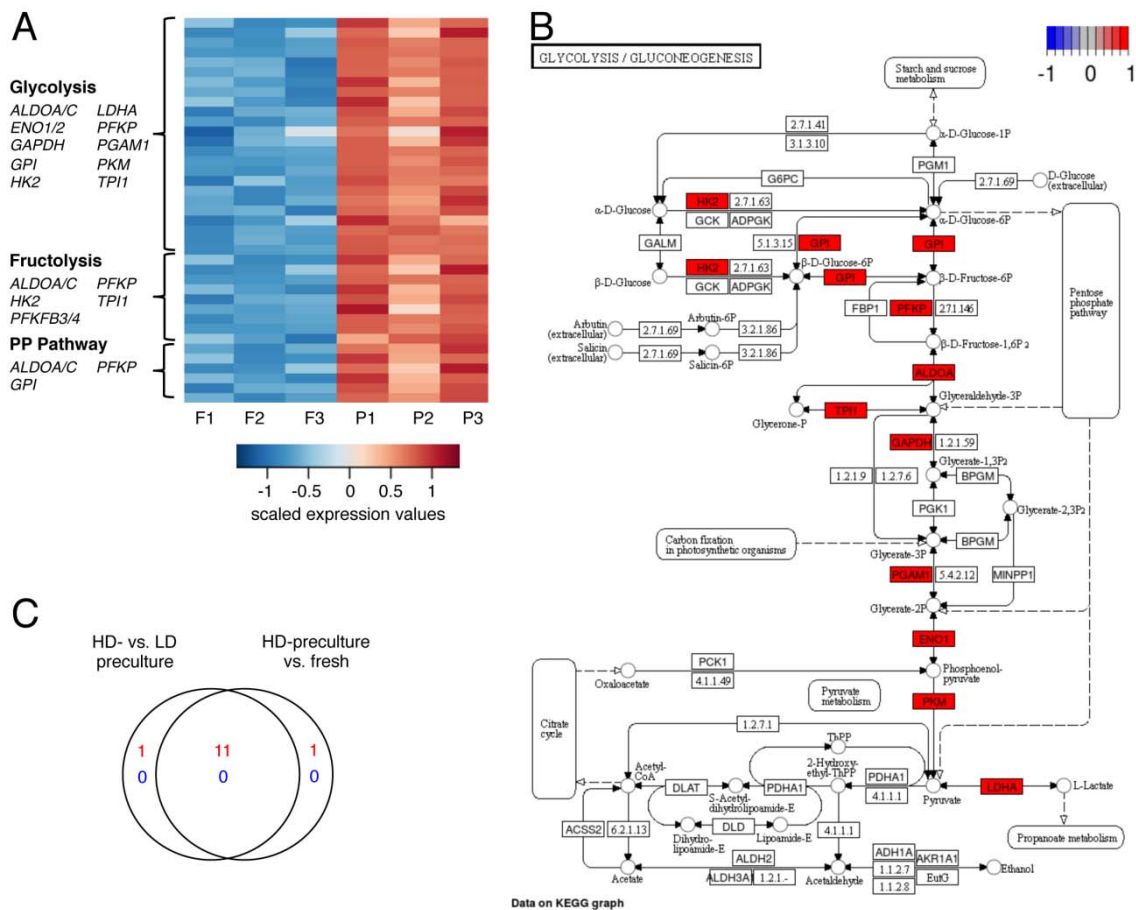 A
Glycolysis
ALDOA/C LDHA
ENO1/2 PFKP
GAPDH PGAM1
GPI PKM
HK2 TPI1
Fructolysis
ALDOA/C PFKP
HK2 TPI1
PFKFB3/4
PP Pathway
ALDOA/C PFKP
GPI
F1 F2 F3 P1 P2 P3
-1 -0.5 0 0.5 1
scaled expression values
B
GLYCOLYSIS / GLUCONEOGENESIS
-1 0 1
Starch and sucrose
metabolism
2.7.1.41
3.1.3.10
α-D-Glucose-1P
PGM1
G6PC
2.7.1.69
D-Glucose
(extracellular)
α-D-Glucose
HK2 2.7.1.63
GCK ADPGK
α-D-Glucose-6P
GALM
5.1.3.15 GPI
GPI
β-D-Glucose
HK2 2.7.1.63
GCK ADPGK
β-D-Glucose-6P
GPI
β-D-Fructose-6P
Pentose
phosphate
pathway
Arbutin
(extracellular)
2.7.1.69
Arbutin-6P
3.2.1.86
FBP1 PFKP 2.7.1.146
Salicin
(extracellular)
2.7.1.69
Salicin-6P
3.2.1.86
β-D-Fructose-1,6P2
ALDOA
Glyceraldehyde-3P
Glycerone-P
TPI1
GAPDH 1.2.1.59
1.2.1.9 1.2.7.6
Glycerate-1,3P2
BPGM
PGK1
Glycerate-2,3P2
Carbon fixation
in photosynthetic organisms
BPGM
Glycerate-3P
PGAM1 5.4.2.12 MINPP1
Glycerate-2P
ENO1
PCK1
4.1.1.49
Oxaloacetate
Phosphoenol-
pyruvate
Pyruvate
metabolism
PKM
Citrate
cycle
1.2.7.1
ThPP
Acetyl-
CoA
2-Hydroxy-
ethyl-ThPP
DLAT
S-Acetyl-
dihydrolipoamide-E
PDHA1
PDHA1
4.1.1.1
Pyruvate
LDHA
L-Lactate
ACSS2 6.2.1.13
Dihydro-
lipoamide-E
DLD
Lipoamide-E
4.1.1.1
Propanoate metabolism
Acetate
ALDH2
ALDH3A1 1.2.1.-
Acetaldehyde
ADH1A AKR1A1
1.1.2.7 EutG
1.1.2.8
Ethanol
Data on KEGG graph
C
HD- vs. LD
preculture
HD-preculture
vs. fresh
1 11 1
0 0 0